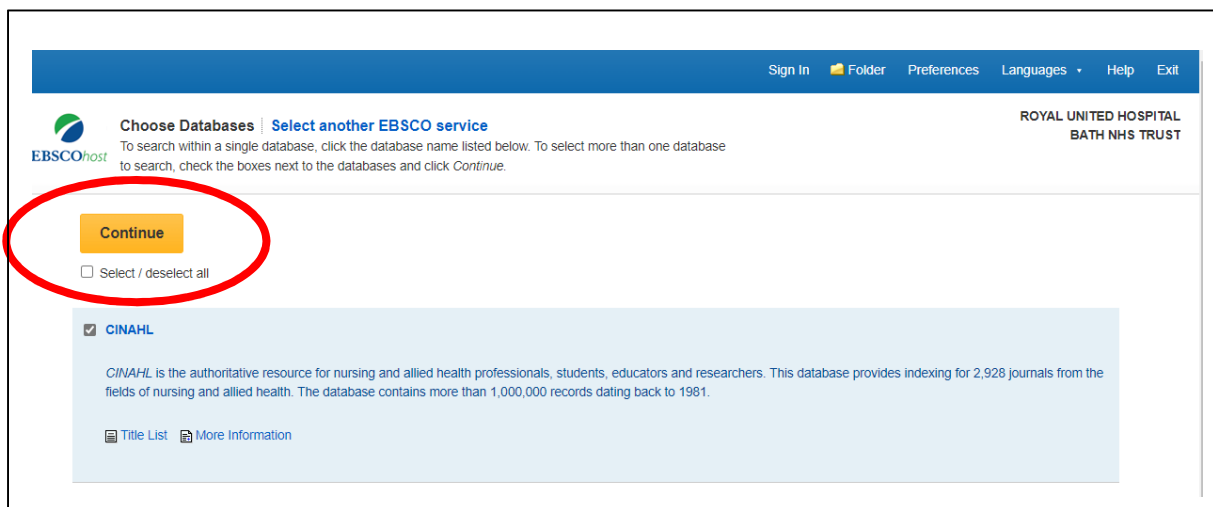 Sign In Folder Preferences Languages Help Exit
EBSCOhost
Choose Databases | Select another EBSCO service
To search within a single database, click the database name listed below. To select more than one database
to search, check the boxes next to the databases and click Continue.
ROYAL UNITED HOSPITAL
BATH NHS TRUST
Continue
Select / deselect all
CINAHL
CINAHL is the authoritative resource for nursing and allied health professionals, students, educators and researchers. This database provides indexing for 2,928 journals from the
fields of nursing and allied health. The database contains more than 1,000,000 records dating back to 1981.
Title List More Information